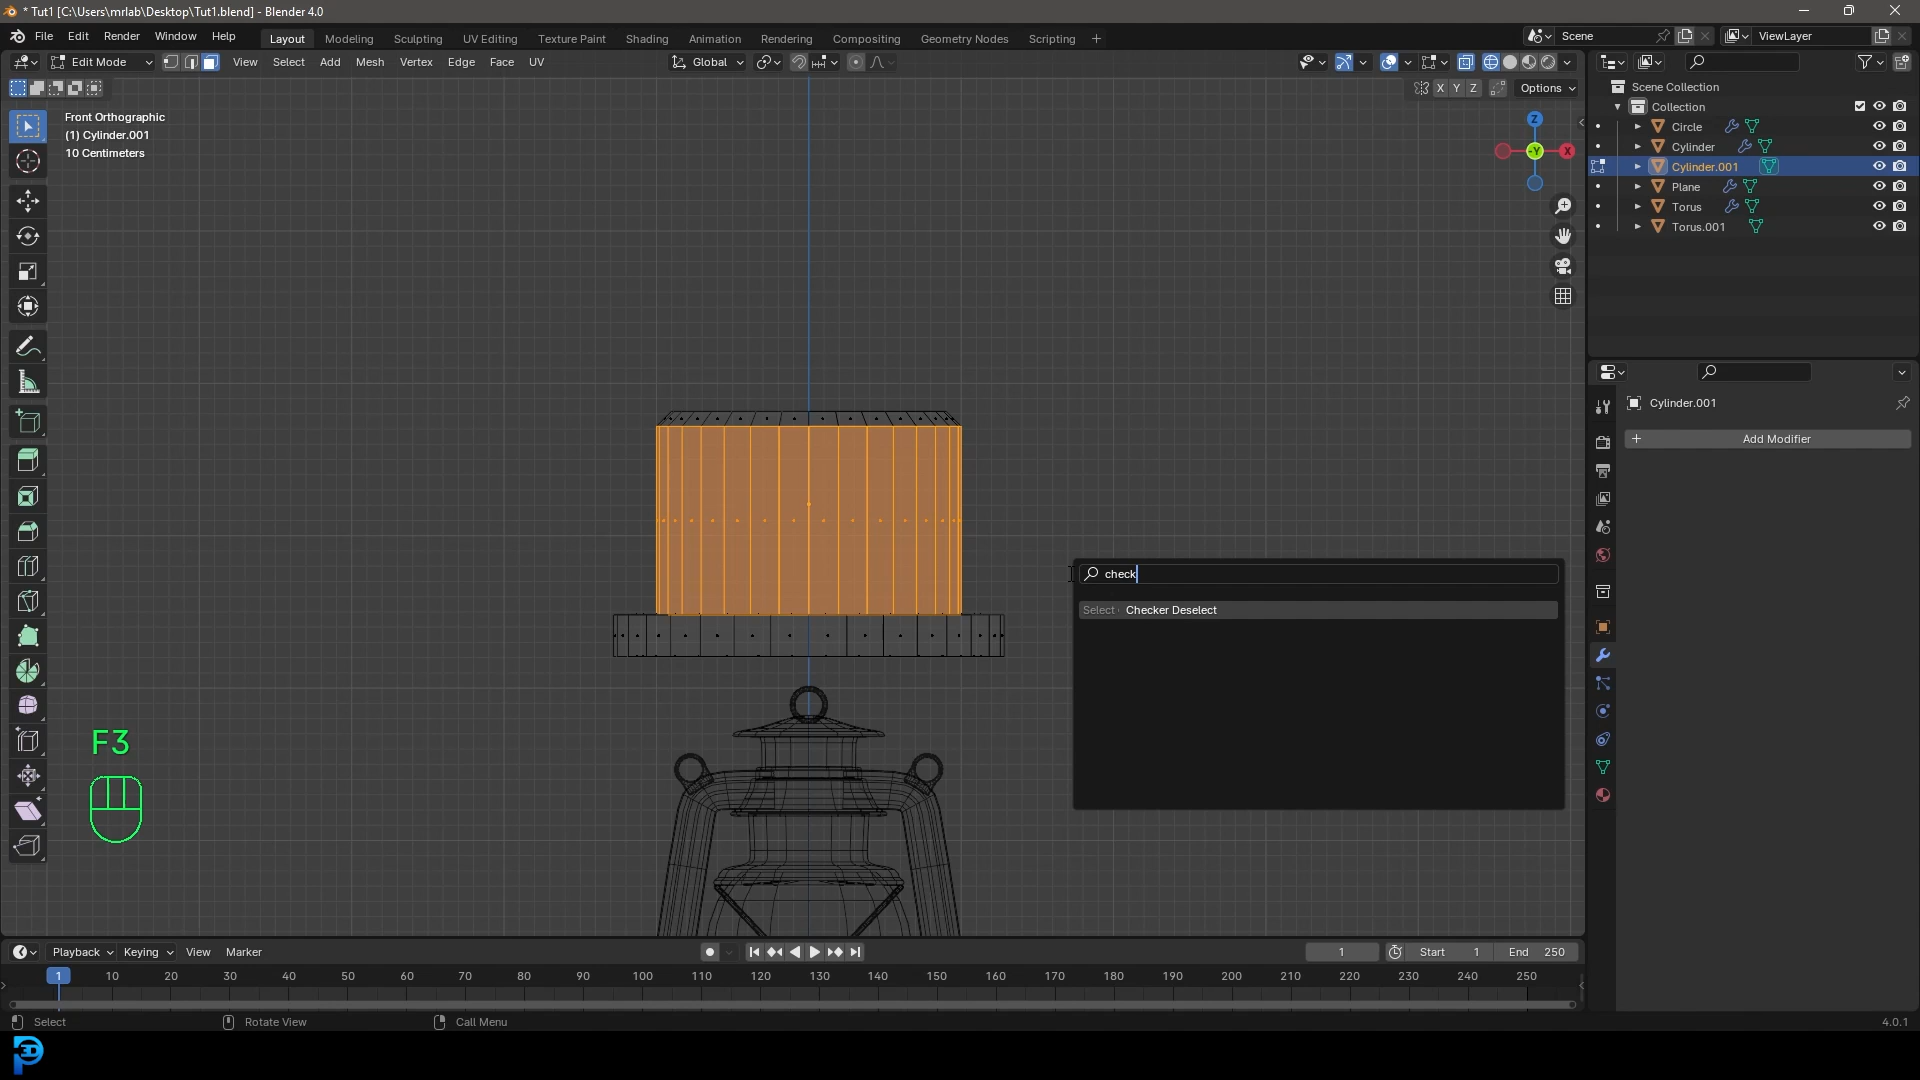 * Tut1 [C:\Users\mrlab\Desktop\Tut1.blend] - Blender 4.0
File Edit Render Window Help Layout Modeling Sculpting UV Editing Texture Paint Shading Animation Rendering Compositing Geometry Nodes Scripting + Scene ViewLayer
Edit Mode View Select Add Mesh Vertex Edge Face UV Global
X Y Z Options
Front Orthographic
(1) Cylinder.001
10 Centimeters
Z
-Y
X
Scene Collection
Collection
Circle
Cylinder
Cylinder.001
Plane
Torus
Torus.001
Cylinder.001
+ Add Modifier
check
Select Checker Deselect
F3
Playback Keying View Marker 1 Start 1 End 250
1 10 20 30 40 50 60 70 80 90 100 110 120 130 140 150 160 170 180 190 200 210 220 230 240 250
Select Rotate View Call Menu 4.0.1
3D